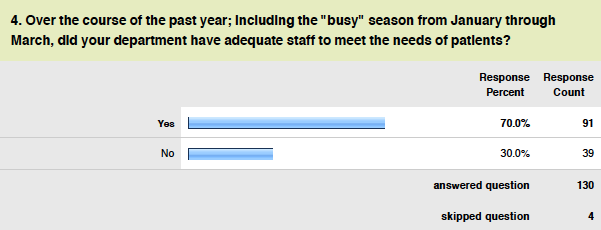 4. Over the course of the past year; including the "busy" season from January through
March, did your department have adequate staff to meet the needs of patients?
Response Response
Percent Count
Yes 70.0% 91
No 30.0% 39
answered question 130
skipped question 4